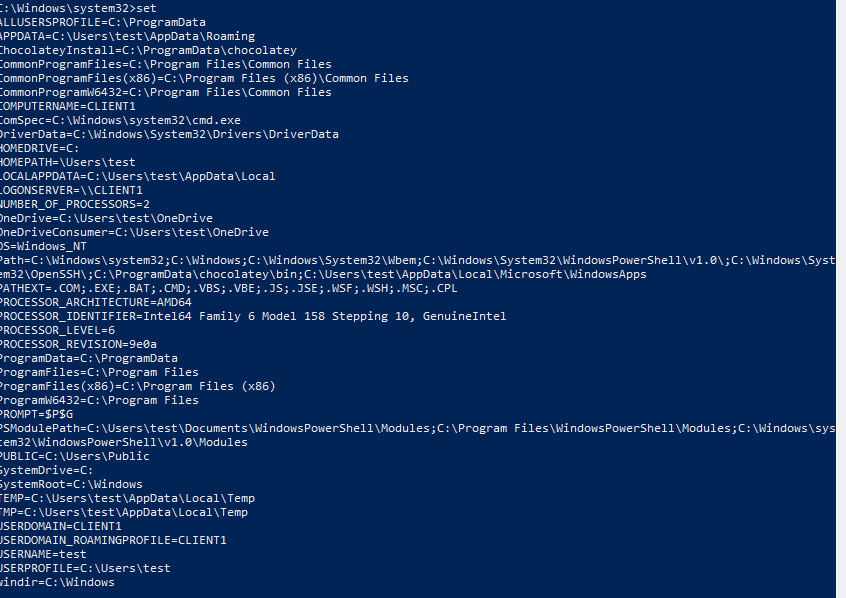 C:\Windows\system32>set
ALLUSERSPROFILE=C:\ProgramData
APPDATA=C:\Users\test\AppData\Roaming
ChocolateyInstall=C:\ProgramData\chocolatey
CommonProgramFiles=C:\Program Files\Common Files
CommonProgramFiles(x86)=C:\Program Files (x86)\Common Files
CommonProgramW6432=C:\Program Files\Common Files
COMPUTERNAME=CLIENT1
ComSpec=C:\Windows\system32\cmd.exe
DriverData=C:\Windows\System32\Drivers\DriverData
HOMEDRIVE=C:
HOMEPATH=\Users\test
LOCALAPPDATA=C:\Users\test\AppData\Local
LOGONSERVER=\\CLIENT1
NUMBER_OF_PROCESSORS=2
OneDrive=C:\Users\test\OneDrive
OneDriveConsumer=C:\Users\test\OneDrive
OS=Windows_NT
Path=C:\Windows\system32;C:\Windows;C:\Windows\System32\Wbem;C:\Windows\System32\WindowsPowerShell\v1.0\;C:\Windows\Syst
em32\OpenSSH\;C:\ProgramData\chocolatey\bin;C:\Users\test\AppData\Local\Microsoft\WindowsApps
PATHEXT=.COM;.EXE;.BAT;.CMD;.VBS;.VBE;.JS;.JSE;.WSF;.WSH;.MSC;.CPL
PROCESSOR_ARCHITECTURE=AMD64
PROCESSOR_IDENTIFIER=Intel64 Family 6 Model 158 Stepping 10, GenuineIntel
PROCESSOR_LEVEL=6
PROCESSOR_REVISION=9e0a
ProgramData=C:\ProgramData
ProgramFiles=C:\Program Files
ProgramFiles(x86)=C:\Program Files (x86)
ProgramW6432=C:\Program Files
PROMPT=$P$G
PSModulePath=C:\Users\test\Documents\WindowsPowerShell\Modules;C:\Program Files\WindowsPowerShell\Modules;C:\Windows\sys
tem32\WindowsPowerShell\v1.0\Modules
PUBLIC=C:\Users\Public
SystemDrive=C:
SystemRoot=C:\Windows
TEMP=C:\Users\test\AppData\Local\Temp
TMP=C:\Users\test\AppData\Local\Temp
USERDOMAIN=CLIENT1
USERDOMAIN_ROAMINGPROFILE=CLIENT1
USERNAME=test
USERPROFILE=C:\Users\test
windir=C:\Windows